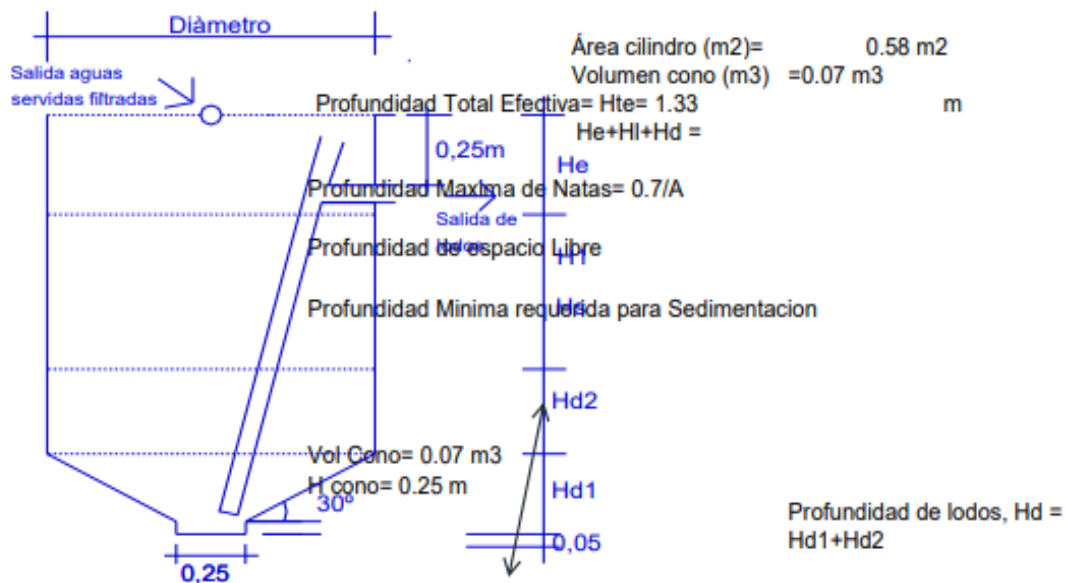 Diàmetro
Área cilindro (m2)= 0.58 m2
Salida aguas
servidas filtradas
Volumen cono (m3) =0.07 m3
Profundidad Total Efectiva= Hte= 1.33 m
He+Hl+Hd =
0,25m
He
Profundidad Maxima de Natas= 0.7/A
Salida de
Profundidad de espacio Libre
H1
Profundidad Minima requerida para Sedimentacion
Hd2
Vol Cono= 0.07 m3
H cono= 0.25 m
Hd1
30º
Profundidad de lodos, Hd =
Hd1+Hd2
0,05
0,25